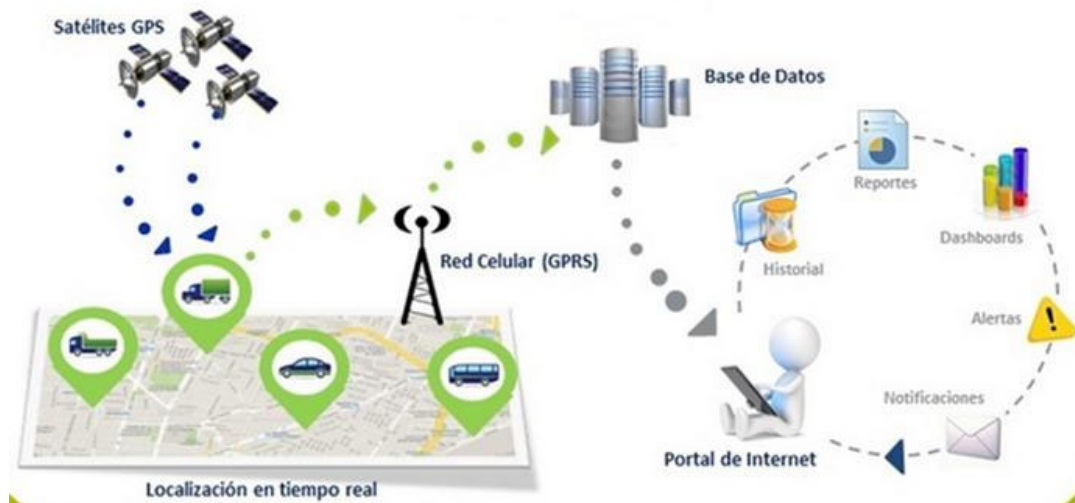 Satélites GPS
Base de Datos
Reportes
Dashboards
Historial
Red Celular (GPRS)
Alertas
Notificaciones
Portal de Internet
Localización en tiempo real